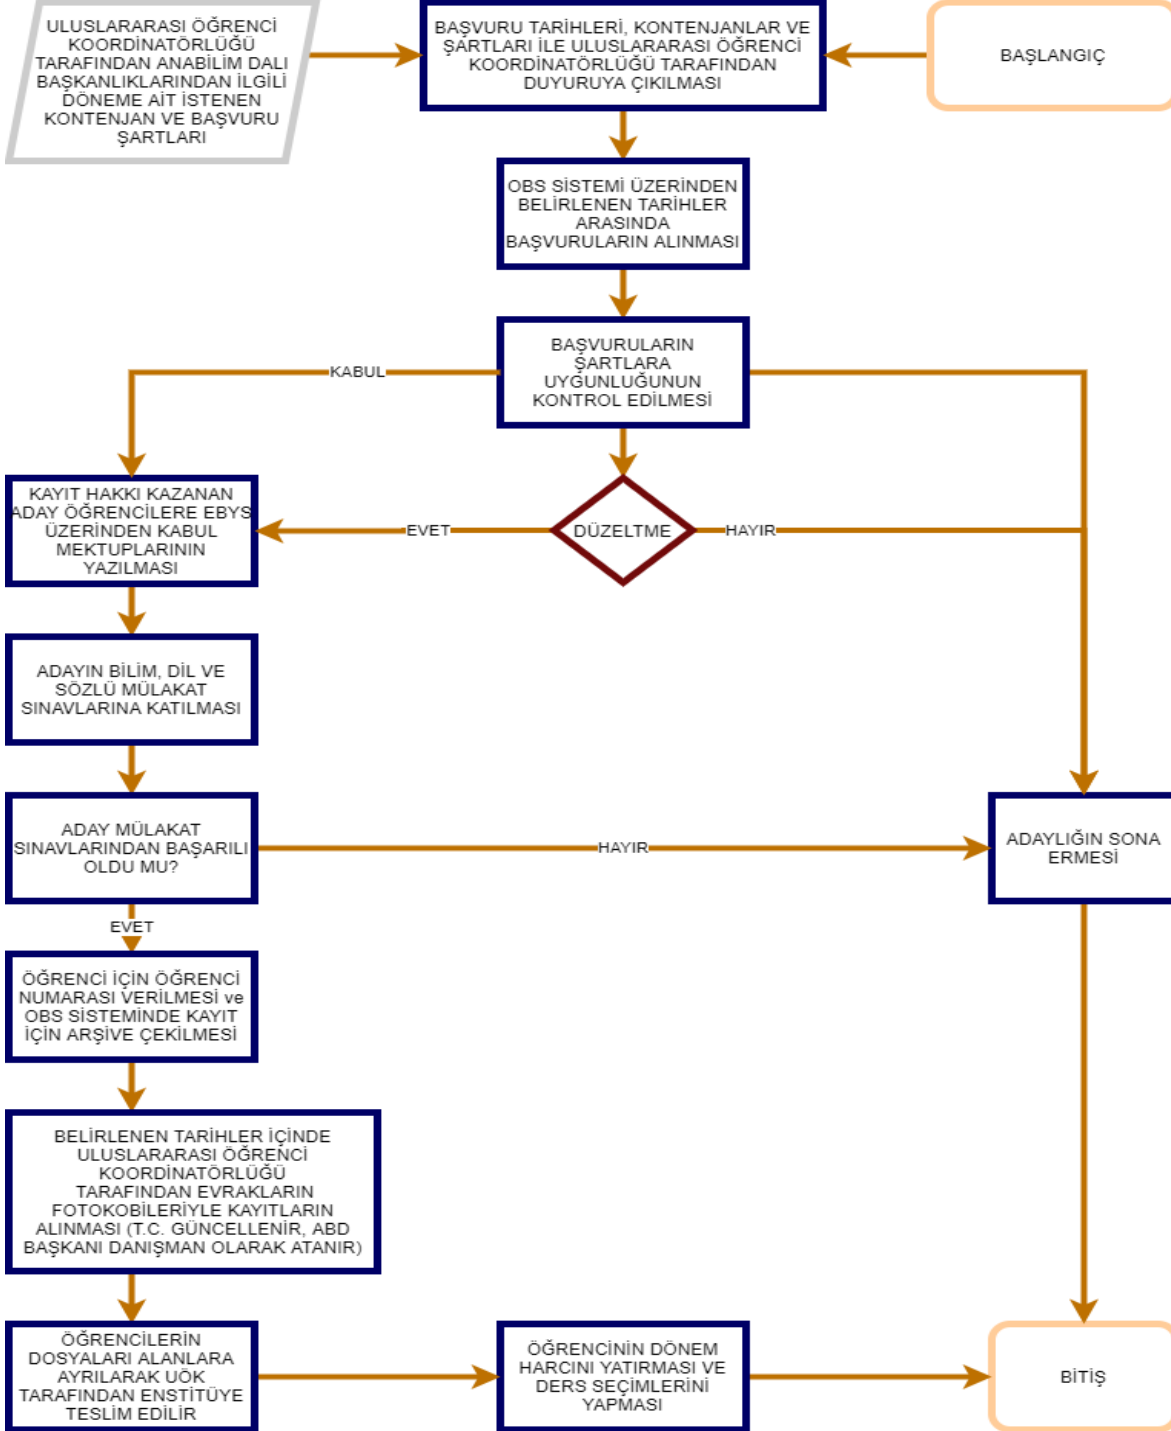 ULUSLARARASI ÖĞRENCİ
KOORDİNATÖRLÜĞÜ
TARAFINDAN ANABİLİM DALI
BAŞKANLIKLARINDAN İLGİLİ
DÖNEME AİT İSTENEN
KONTENJAN VE BAŞVURU
ŞARTLARI
BAŞVURU TARİHLERİ, KONTENJANLAR VE
ŞARTLARI İLE ULUSLARARASI ÖĞRENCİ
KOORDİNATÖRLÜĞÜ TARAFINDAN
DUYURUYA ÇIKILMASI
BAŞLANGIÇ
OBS SİSTEMİ ÜZERİNDEN
BELİRLENEN TARİHLER
ARASINDA
BAŞVURULARIN ALINMASI
BAŞVURULARIN
ŞARTLARA
UYGUNLUĞUNUN
KONTROL EDİLMESİ
KABUL
KAYIT HAKKI KAZANAN
ADAY ÖĞRENCİLERE EBYS
ÜZERİNDEN KABUL
MEKTUPLARININ
YAZILMASI
EVET
DÜZELTME
HAYIR
ADAYIN BİLİM, DİL VE
SÖZLÜ MÜLAKAT
SINAVLARINA KATILMASI
ADAY MÜLAKAT
SINAVLARINDAN BAŞARILI
OLDU MU?
HAYIR
ADAYLIĞIN SONA
ERMESİ
EVET
ÖĞRENCİ İÇİN ÖĞRENCİ
NUMARASI VERİLMESİ ve
OBS SİSTEMİNDE KAYIT
İÇİN ARŞİVE ÇEKİLMESİ
BELİRLENEN TARİHLER İÇİNDE
ULUSLARARASI ÖĞRENCİ
KOORDİNATÖRLÜĞÜ
TARAFINDAN EVRAKLARIN
FOTOKOBİLERİYLE KAYITLARIN
ALINMASI (T.C. GÜNCELLENİR, ABD
BAŞKANI DANIŞMAN OLARAK ATANIR)
ÖĞRENCİLERİN
DOSYALARI ALANLARA
AYRILARAK UÖK
TARAFINDAN ENSTİTÜYE
TESLİM EDİLİR
ÖĞRENCİNİN DÖNEM
HARCINI YATIRMASI VE
DERS SEÇİMLERİNİ
YAPMASI
BİTİŞ